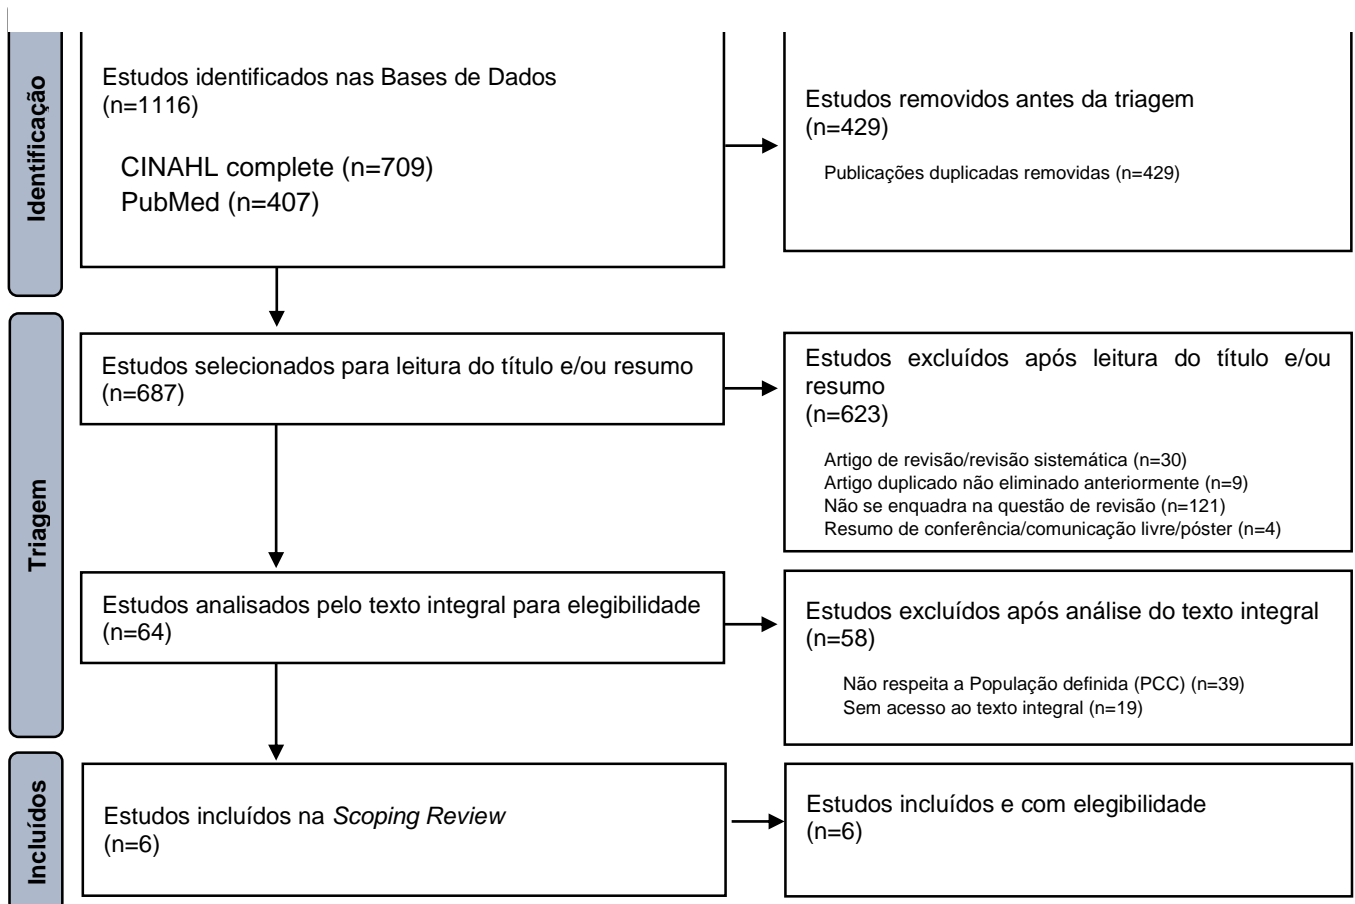 Identificação
Estudos identificados nas Bases de Dados
(n=1116)
CINAHL complete (n=709)
PubMed (n=407)
Estudos removidos antes da triagem
(n=429)
Publicações duplicadas removidas (n=429)
Triagem
Estudos selecionados para leitura do título e/ou resumo
(n=687)
Estudos excluídos após leitura do título e/ou
resumo
(n=623)
Artigo de revisão/revisão sistemática (n=30)
Artigo duplicado não eliminado anteriormente (n=9)
Não se enquadra na questão de revisão (n=121)
Resumo de conferência/comunicação livre/póster (n=4)
Estudos analisados pelo texto integral para elegibilidade
(n=64)
Estudos excluídos após análise do texto integral
(n=58)
Não respeita a População definida (PCC) (n=39)
Sem acesso ao texto integral (n=19)
Incluídos
Estudos incluídos na Scoping Review
(n=6)
Estudos incluídos e com elegibilidade
(n=6)